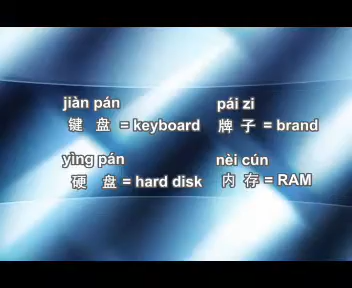 jiàn pán pái zi
键 盘 = keyboard 牌 子 = brand
yìng pán nèi cún
硬 盘 = hard disk 内 存 = RAM